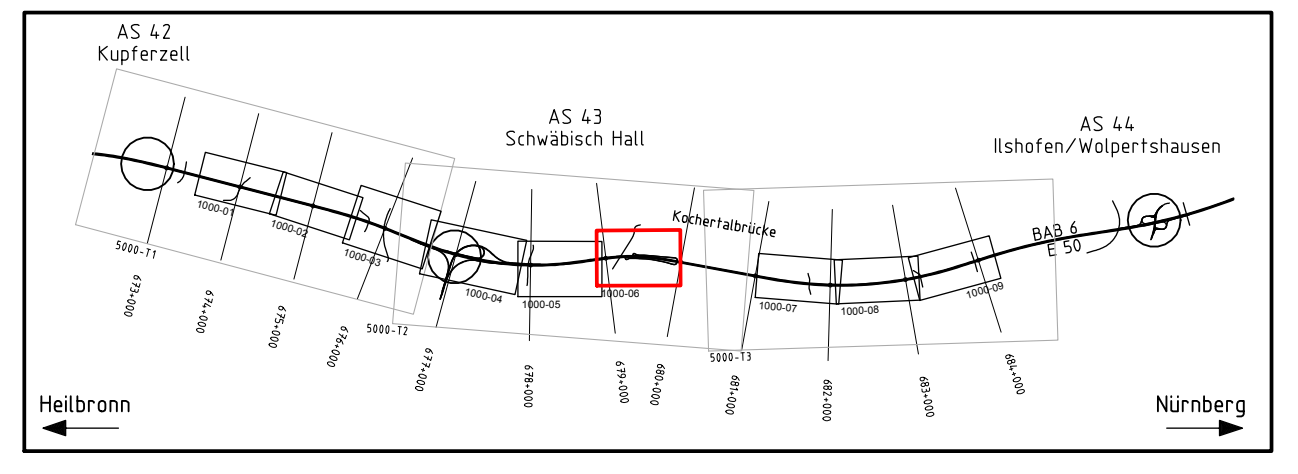 AS 42
Kupferzell
AS 43
Schwäbisch Hall
AS 44
Ilshofen/Wolpertshausen
Kochertalbrücke
BAB 6
E 50
1000-01
1000-02
1000-03
1000-04
1000-05
1000-06
1000-07
1000-08
1000-09
5000-T1
5000-T2
5000-T3
673+000
674+000
675+000
676+000
677+000
678+000
679+000
680+000
681+000
682+000
683+000
684+000
Heilbronn
Nürnberg